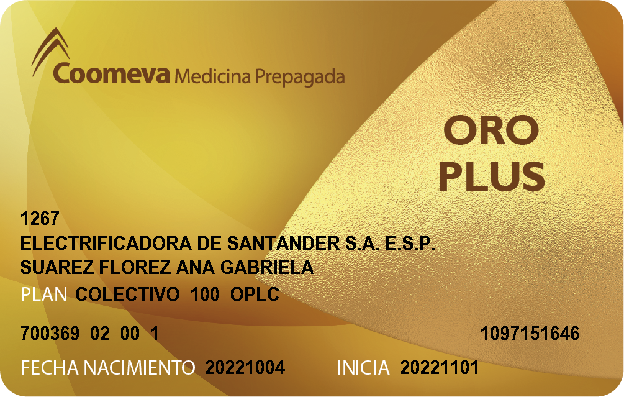 Coomeva Medicina Prepagada
ORO
PLUS
1267
ELECTRIFICADORA DE SANTANDER S.A. E.S.P.
SUAREZ FLOREZ ANA GABRIELA
PLAN COLECTIVO 100 OPLC
700369 02 00 1 1097151646
FECHA NACIMIENTO 20221004 INICIA 20221101